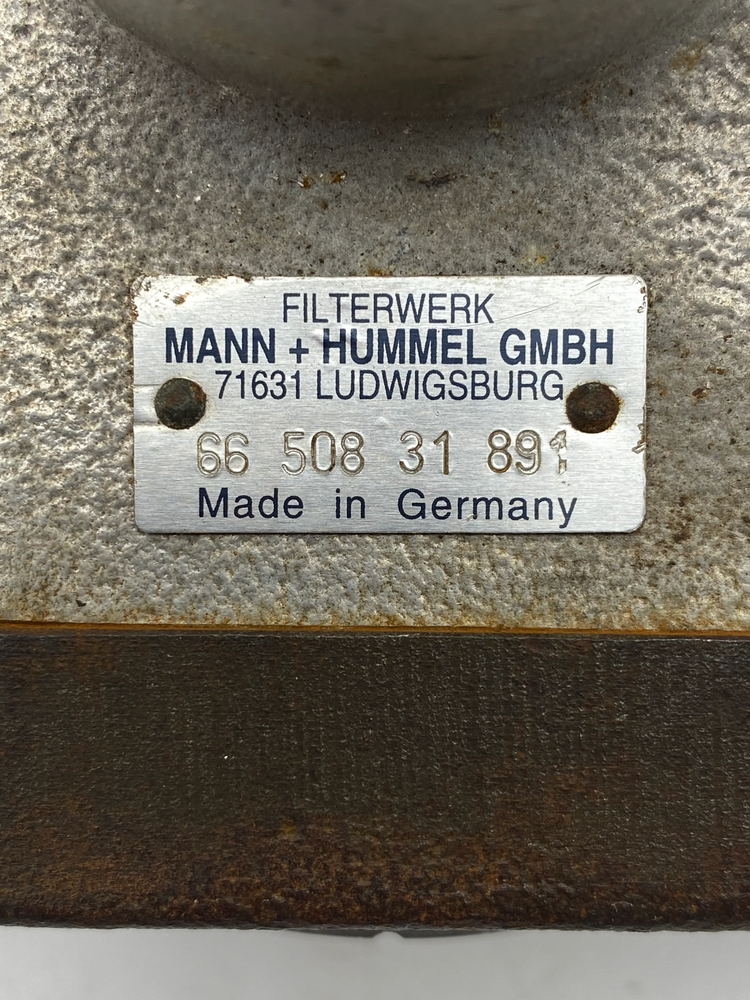 FILTERWERK
MANN + HUMMEL GMBH
71631 LUDWIGSBURG
66 508 31 891
Made in Germany